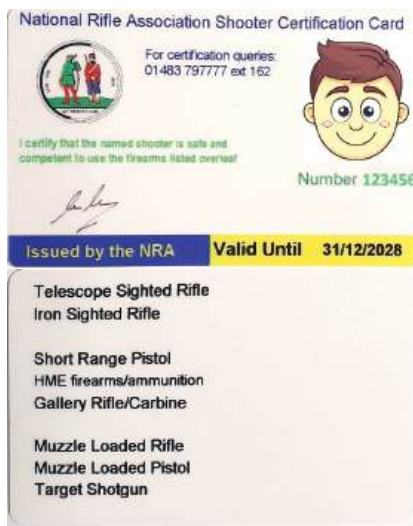 National Rifle Association Shooter Certification Card
For certification queries:
01483 797777 ext 162
I certify that the named shooter is safe and
competent to use the firearms listed overleaf
Number 123456
Issued by the NRA Valid Until 31/12/2028
Telescope Sighted Rifle
Iron Sighted Rifle
Short Range Pistol
HME firearms/ammunition
Gallery Rifle/Carbine
Muzzle Loaded Rifle
Muzzle Loaded Pistol
Target Shotgun